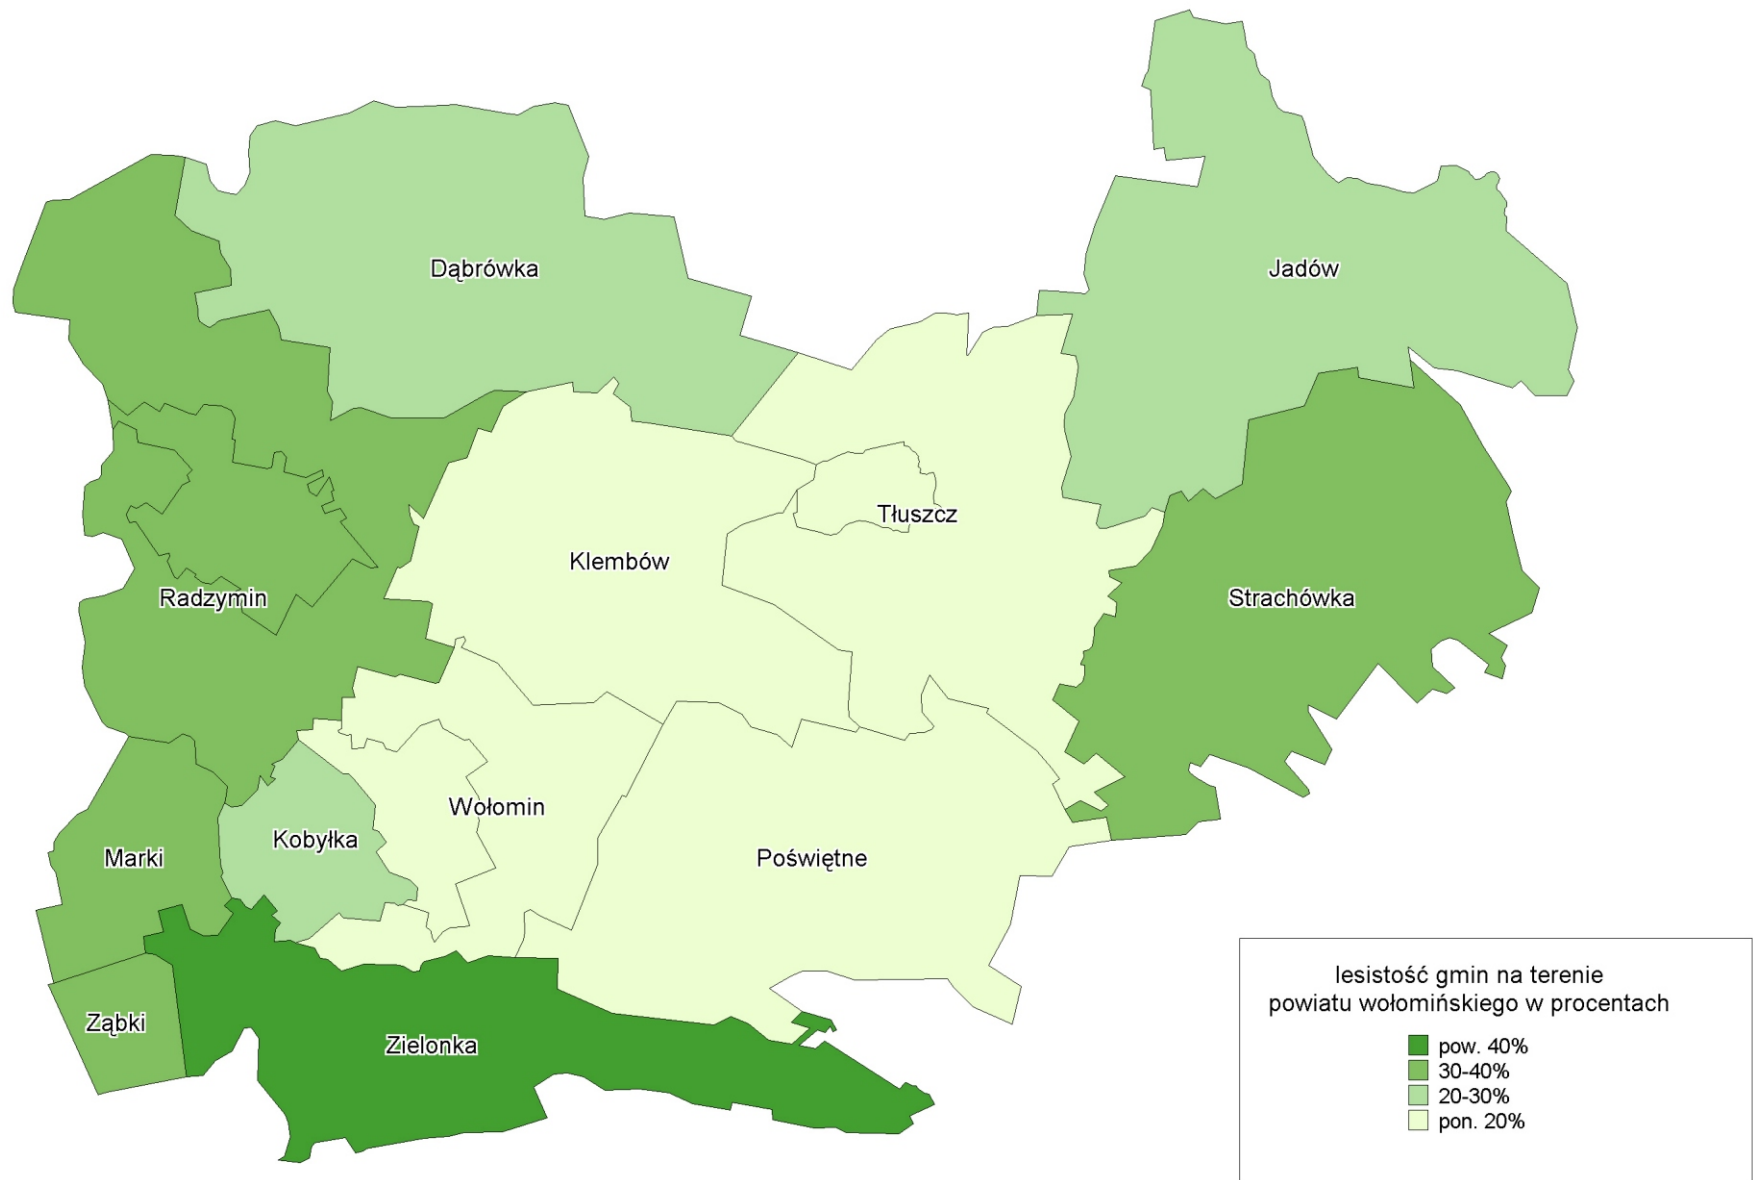 Dąbrówka
Jadów
Tłuszcz
Klembów
Radzymin
Strachówka
Wołomin
Kobyłka
Marki
Poświętne
Ząbki
Zielonka
lesistość gmin na terenie
powiatu wołomińskiego w procentach
pow. 40%
30-40%
20-30%
pon. 20%